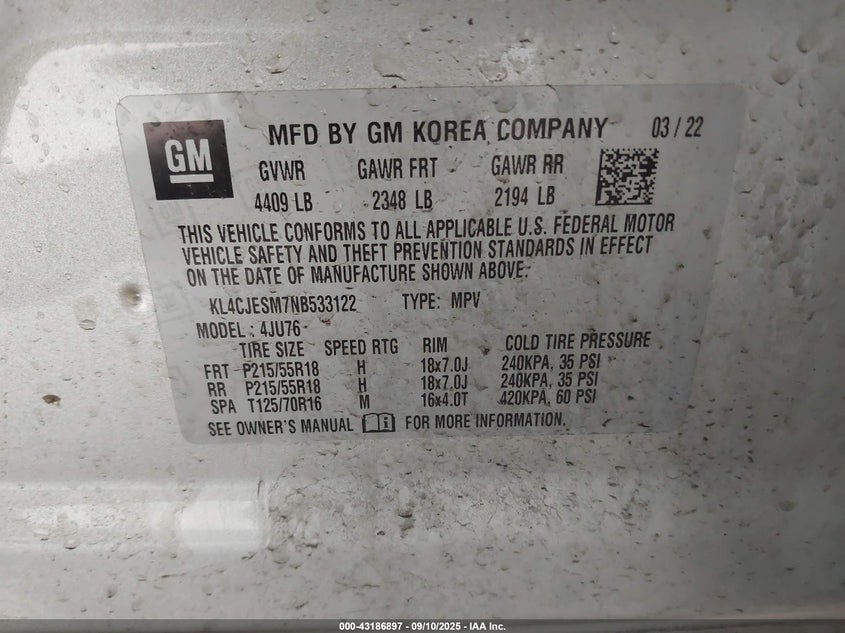 GM
MFD BY GM KOREA COMPANY 03 / 22
GVWR GAWR FRT GAWR RR
4409 LB 2348 LB 2194 LB
THIS VEHICLE CONFORMS TO ALL APPLICABLE U.S. FEDERAL MOTOR
VEHICLE SAFETY AND THEFT PREVENTION STANDARDS IN EFFECT
ON THE DATE OF MANUFACTURE SHOWN ABOVE.
KL4CJESM7NB533122 TYPE: MPV
MODEL : 4JU76
TIRE SIZE SPEED RTG RIM COLD TIRE PRESSURE
FRT P215/55R18 H 18x7.0J 240KPA, 35 PSI
RR P215/55R18 H 18x7.0J 240KPA, 35 PSI
SPA T125/70R16 M 16x4.0T 420KPA, 60 PSI
SEE OWNER'S MANUAL FOR MORE INFORMATION.
000-43186897 - 09/10/2025 - IAA Inc.